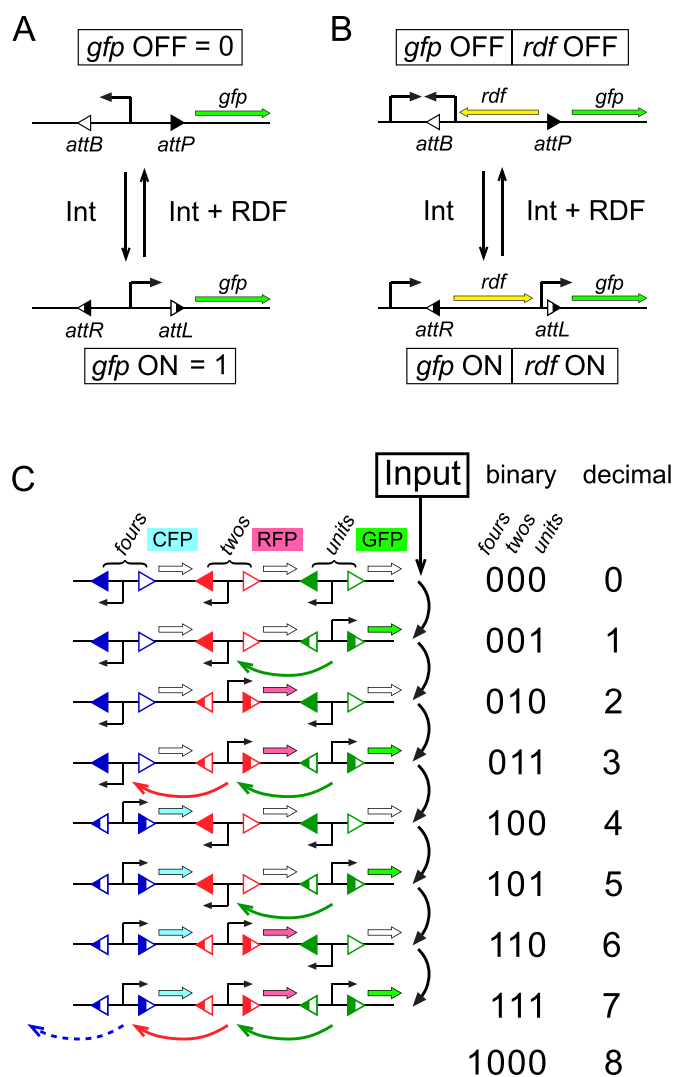 A
gfp OFF = 0
gfp
attB
attP
Int
Int + RDF
gfp
attR
attL
gfp ON = 1
B
gfp OFF rdf OFF
rdf
gfp
attB
attP
Int
Int + RDF
rdf
gfp
attR
attL
gfp ON rdf ON
C
Input
binary
decimal
fours
CFP
twos
RFP
units
GFP
fours
twos
units
000 0
001 1
010 2
011 3
100 4
101 5
110 6
111 7
1000 8